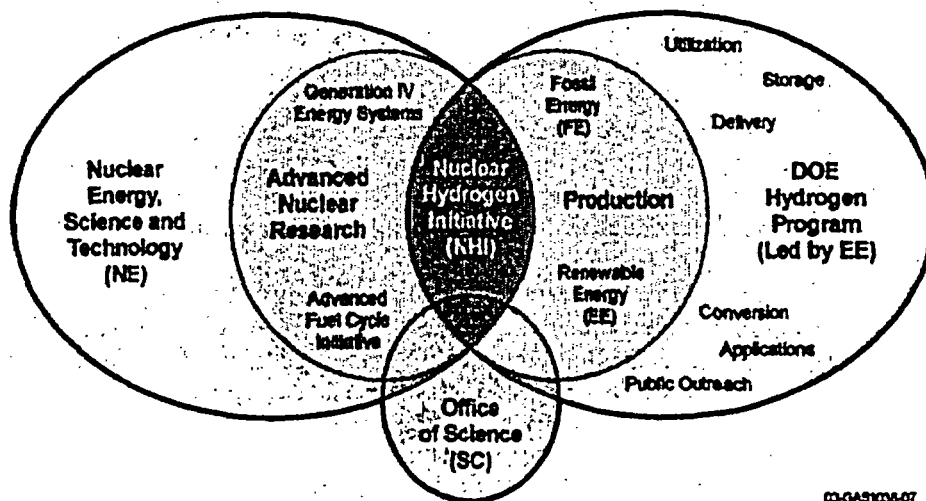 Nuclear
Energy,
Science and
Technology
(NE)
Generation IV
Energy Systems
Advanced
Nuclear
Research
Advanced
Fuel Cycle
Initiative
Nuclear
Hydrogen
Initiative
(NHI)
Fossil
Energy
(FE)
Production
Renewable
Energy
(EE)
Utilization
Storage
Delivery
DOE
Hydrogen
Program
(Led by EE)
Conversion
Applications
Public Outreach
Office
of Science
(SC)